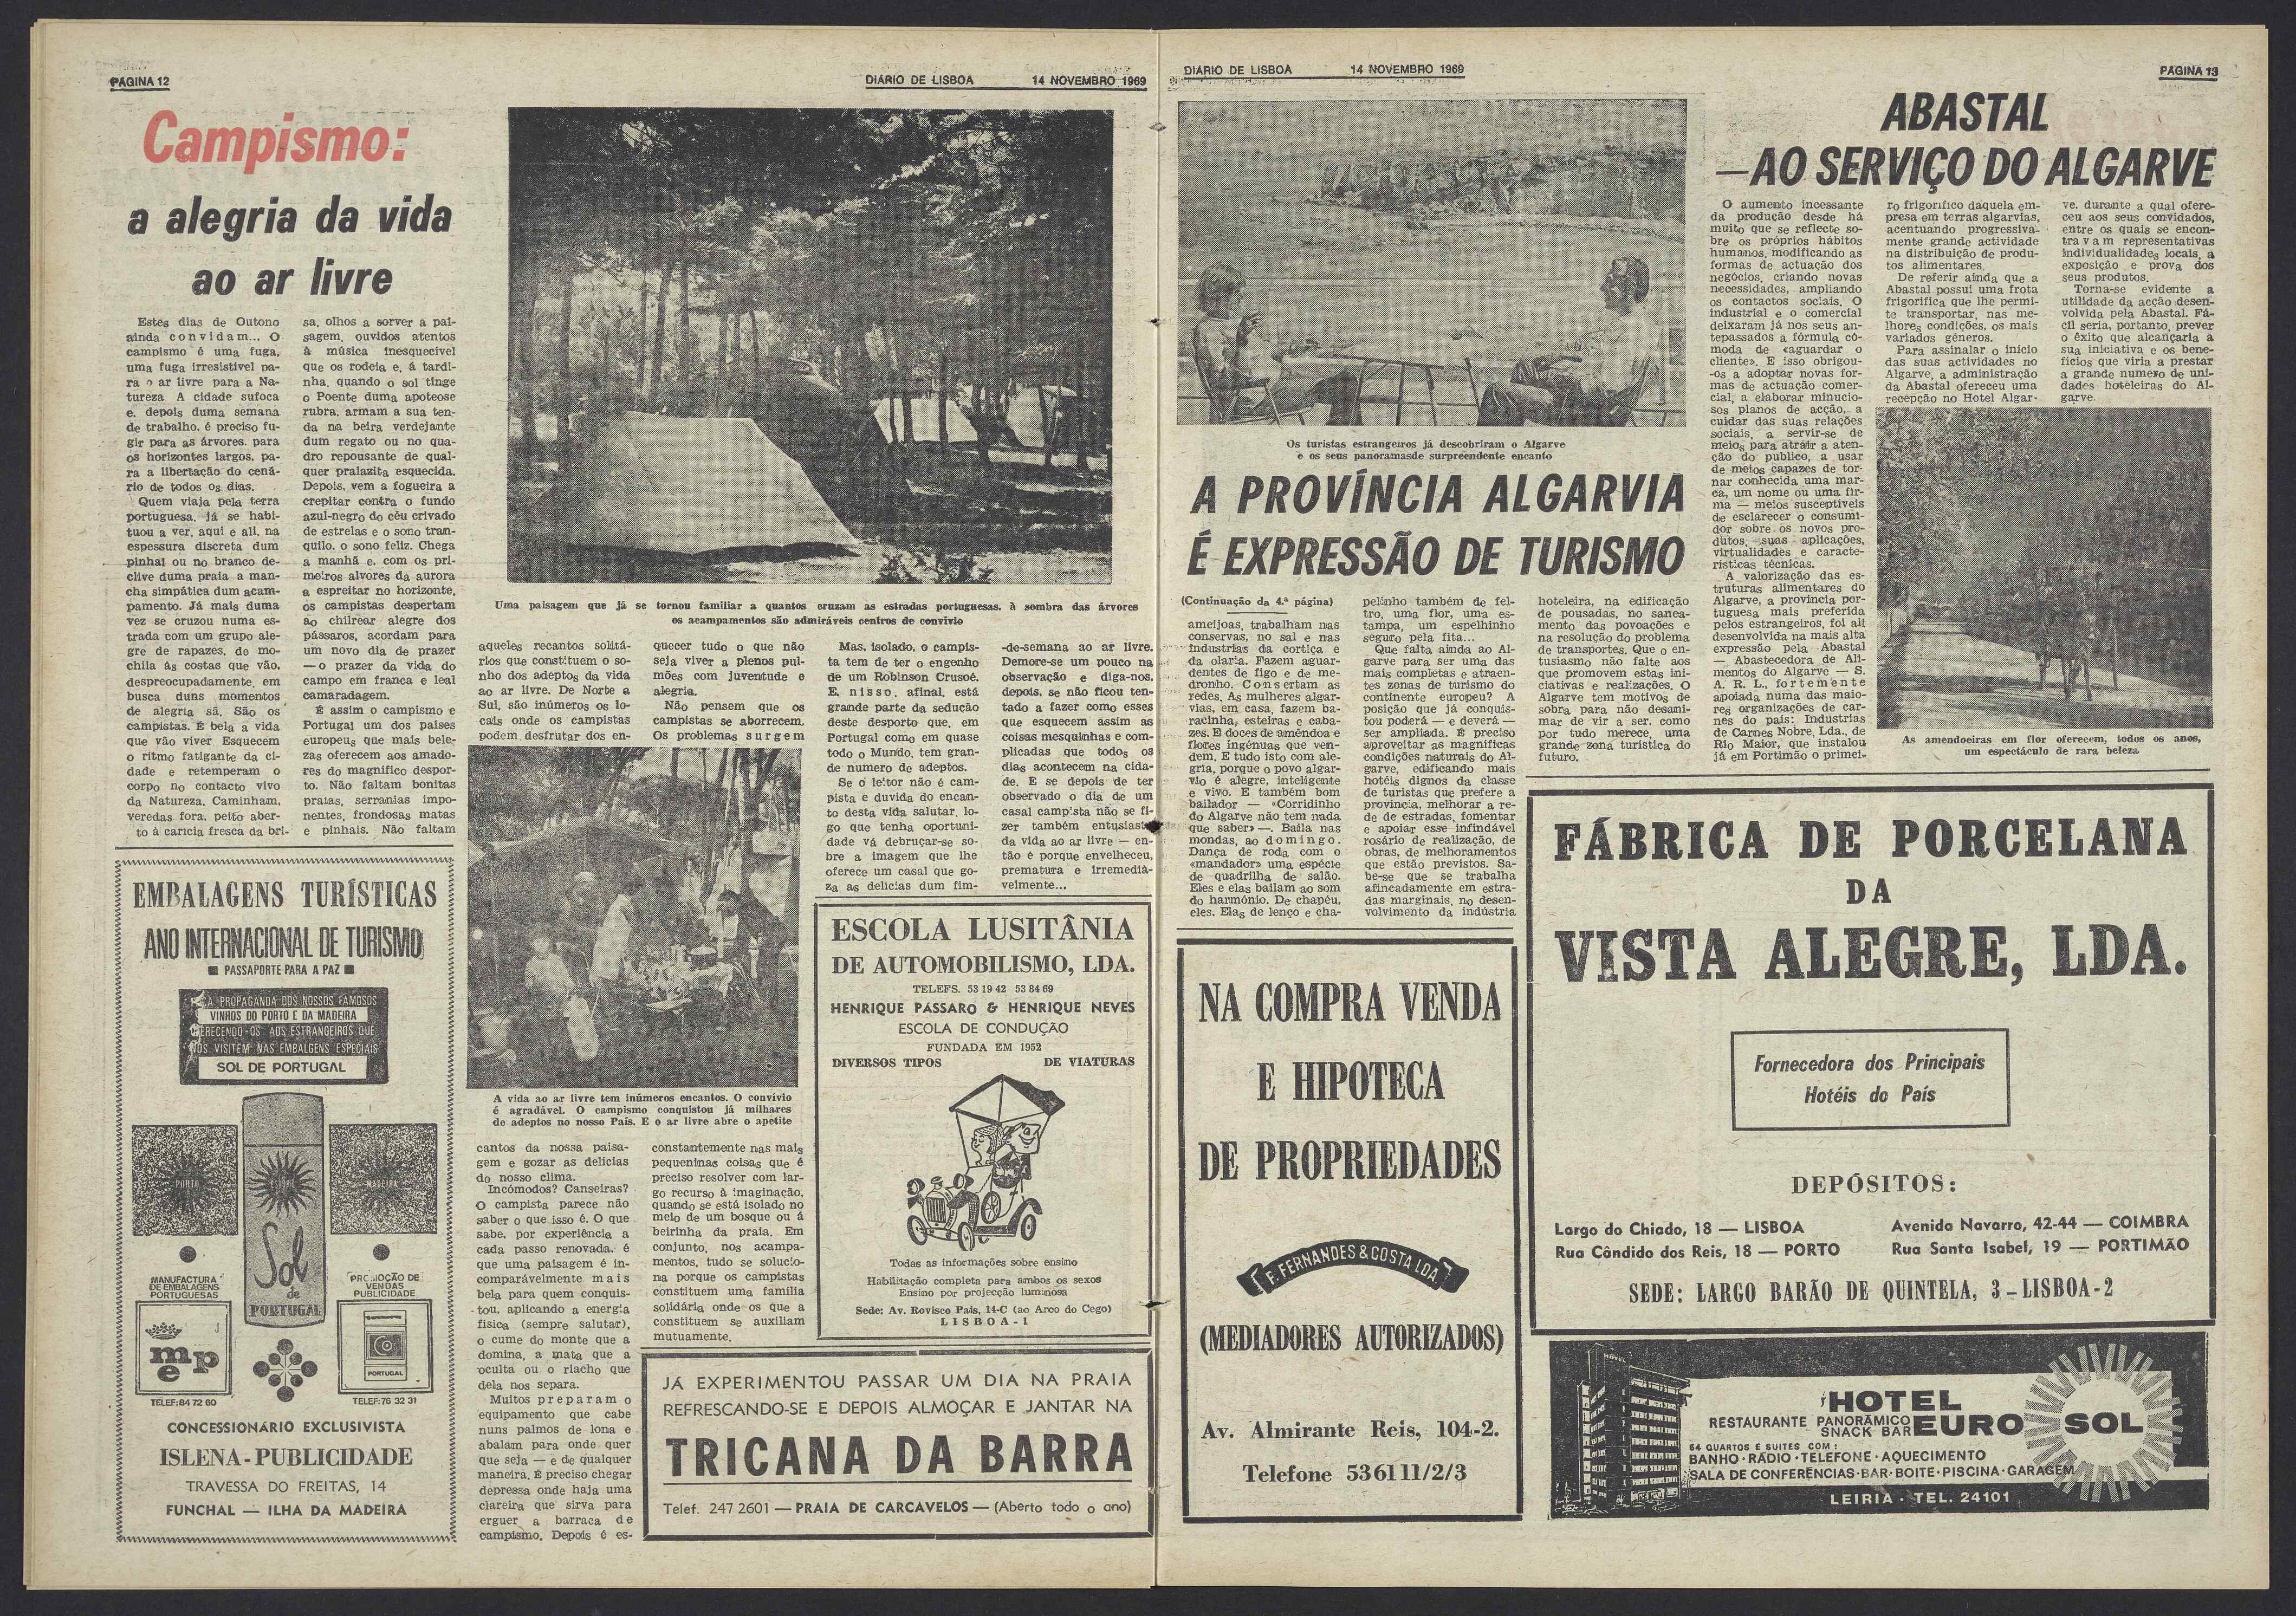 PÁGINA 12
DIÁRIO DE LISBOA 14 NOVEMBRO 1969
Campismo:
a alegria da vida
ao ar livre
Estes dias de Outono
ainda convidam... O
campismo é uma fuga,
uma fuga irresistível pa-
ra o ar livre para a Na-
tureza. A cidade sufoca
e, depois duma semana
de trabalho, é preciso fu-
gir para as árvores, para
os horizontes largos, pa-
ra a libertação do cená-
rio de todos os dias.
Quem viaja pela terra
portuguesa, já se habi-
tuou a ver, aqui e ali, na
espessura discreta dum
pinhal ou no branco de-
clive duma praia a man-
cha simpática dum acam-
pamento. Já mais duma
vez se cruzou numa es-
trada com um grupo ale-
gre de rapazes, de mo-
chila às costas que vão,
despreocupadamente, em
busca duns momentos
de alegria sã. São os
campistas. É bela a vida
que vão viver Esquecem
o ritmo fatigante da ci-
dade e retemperam o
corpo no contacto vivo
da Natureza. Caminham,
veredas fora, peito aber-
to à carícia fresca da bri-
sa, olhos a sorver a pai-
sagem, ouvidos atentos
à música inesquecível
que os rodeia e, à tardi-
nha, quando o sol tinge
o Poente duma apoteose
rubra, armam a sua ten-
da na beira verdejante
dum regato ou no qua-
dro repousante de qual-
quer praiazita esquecida.
Depois, vem a fogueira a
crepitar contra o fundo
azul-negro do céu crivado
de estrelas e o sono tran-
quilo, o sono feliz. Chega
a manhã e, com os pri-
meiros alvores da aurora
a espreitar no horizonte,
os campistas despertam
ao chilrear alegre dos
pássaros, acordam para
um novo dia de prazer
— o prazer da vida do
campo em franca e leal
camaradagem.
É assim o campismo e
Portugal um dos países
europeus que mais bele-
zas oferecem aos amado-
res do magnífico despor-
to. Não faltam bonitas
praias, serranias impo-
nentes, frondosas matas
e pinhais. Não faltam
Uma paisagem que já se tornou familiar a quantos cruzam as estradas portuguesas. À sombra das árvores
os acampamentos são admiráveis centros de convívio
aqueles recantos solitá-
rios que constituem o so-
nho dos adeptos da vida
ao ar livre. De Norte a
Sul, são inúmeros os lo-
cais onde os campistas
podem desfrutar dos en-
A vida ao ar livre tem inúmeros encantos. O convívio
é agradável. O campismo conquistou já milhares
de adeptos no nosso País. E o ar livre abre o apetite
cantos da nossa paisa-
gem e gozar as delícias
do nosso clima.
Incómodos? Canseiras?
O campista parece não
saber o que isso é. O que
sabe, por experiência a
cada passo renovada, é
que uma paisagem é in-
comparàvelmente mais
bela para quem conquis-
tou, aplicando a energia
física (sempre salutar),
o cume do monte que a
domina, a mata que a
oculta ou o riacho que
dela nos separa.
Muitos preparam o
equipamento que cabe
nuns palmos de lona e
abalam para onde quer
que seja — e de qualquer
maneira. É preciso chegar
depressa onde haja uma
clareira que sirva para
erguer a barraca de
campismo. Depois é es-
quecer tudo o que não
seja viver a plenos pul-
mões com juventude e
alegria.
Não pensem que os
campistas se aborrecem.
Os problemas surgem
constantemente nas mais
pequeninas coisas que é
preciso resolver com lar-
go recurso à imaginação,
quando se está isolado no
meio de um bosque ou à
beirinha da praia. Em
conjunto, nos acampa-
mentos, tudo se solucio-
na porque os campistas
constituem uma família
solidária onde os que a
constituem se auxiliam
mutuamente.
Mas, isolado, o campis-
ta tem de ter o engenho
de um Robinson Crusoé.
E, nisso, afinal, está
grande parte da sedução
deste desporto que, em
Portugal como em quase
todo o Mundo, tem gran-
de numero de adeptos.
Se o leitor não é cam-
pista e duvida do encan-
to desta vida salutar, lo-
go que tenha oportuni-
dade vá debruçar-se so-
bre a imagem que lhe
oferece um casal que go-
za as delícias dum fim-
-de-semana ao ar livre.
Demore-se um pouco na
observação e diga-nos,
depois, se não ficou ten-
tado a fazer como esses
que esquecem assim as
coisas mesquinhas e com-
plicadas que todos os
dias acontecem na cida-
de. E se depois de ter
observado o dia de um
casal campista não se fi-
zer também entusiasta
da vida ao ar livre — en-
tão é porque envelheceu,
prematura e irremedià-
velmente...
EMBALAGENS TURÍSTICAS
ANO INTERNACIONAL DE TURISMO
PASSAPORTE PARA A PAZ
PROPAGANDA DOS NOSSOS FAMOSOS
VINHOS DO PORTO E DA MADEIRA
OFERECENDO-OS AOS ESTRANGEIROS QUE
NOS VISITEM NAS EMBALGENS ESPECIAIS
SOL DE PORTUGAL
PORTO
MADEIRA
Sol
de
PORTUGAL
MANUFACTURA
DE EMBALAGENS
PORTUGUESAS
PROMOÇÃO DE
VENDAS
PUBLICIDADE
mep
PORTUGAL
TELEF: 84 72 60
TELEF: 76 32 31
CONCESSIONÁRIO EXCLUSIVISTA
ISLENA-PUBLICIDADE
TRAVESSA DO FREITAS, 14
FUNCHAL — ILHA DA MADEIRA
ESCOLA LUSITÂNIA
DE AUTOMOBILISMO, LDA.
TELEFS. 53 19 42 53 84 69
HENRIQUE PÁSSARO & HENRIQUE NEVES
ESCOLA DE CONDUÇÃO
FUNDADA EM 1952
DIVERSOS TIPOS DE VIATURAS
Todas as informações sobre ensino
Habilitação completa para ambos os sexos
Ensino por projecção luminosa
Sede: Av. Rovisco Pais, 14-C (ao Arco do Cego)
LISBOA-1
JÁ EXPERIMENTOU PASSAR UM DIA NA PRAIA
REFRESCANDO-SE E DEPOIS ALMOÇAR E JANTAR NA
TRICANA DA BARRA
Telef. 247 2601 — PRAIA DE CARCAVELOS — (Aberto todo o ano)
DIÁRIO DE LISBOA 14 NOVEMBRO 1969
PÁGINA 13
Os turistas estrangeiros já descobriram o Algarve
e os seus panoramasde surpreendente encanto
A PROVÍNCIA ALGARVIA
É EXPRESSÃO DE TURISMO
(Continuação da 4.ª página)
ameijoas, trabalham nas
conservas, no sal e nas
industrias da cortiça e
da olaria. Fazem aguar-
dentes de figo e de me-
dronho. Consertam as
redes. As mulheres algar-
vias, em casa, fazem ba-
racinha, esteiras e caba-
zes. E doces de amêndoa e
flores ingénuas que ven-
dem. E tudo isto com ale-
gria, porque o povo algar-
vio é alegre, inteligente
e vivo. E também bom
bailador — «Corridinho
do Algarve não tem nada
que saber» —. Baila nas
mondas, ao domingo.
Dança de roda com o
«mandador» uma espécie
de quadrilha de salão.
Eles e elas bailam ao som
do harmónio. De chapéu,
eles. Elas de lenço e cha-
pelinho também de fel-
tro, uma flor, uma es-
tampa, um espelhinho
seguro pela fita...
Que falta ainda ao Al-
garve para ser uma das
mais completas e atraen-
tes zonas de turismo do
continente europeu? A
posição que já conquis-
tou poderá — e deverá —
ser ampliada. É preciso
aproveitar as magníficas
condições naturais do Al-
garve, edificando mais
hotéis dignos da classe
de turistas que prefere a
província, melhorar a re-
de de estradas, fomentar
e apoiar esse infindável
rosário de realização, de
obras, de melhoramentos
que estão previstos. Sa-
be-se que se trabalha
afincadamente em estra-
das marginais, no desen-
volvimento da indústria
hoteleira, na edificação
de pousadas, no sanea-
mento das povoações e
na resolução do problema
de transportes. Que o en-
tusiasmo não falte aos
que promovem estas ini-
ciativas e realizações. O
Algarve tem motivos de
sobra para não desani-
mar de vir a ser, como
por tudo merece, uma
grande zona turística do
futuro.
ABASTAL
—AO SERVIÇO DO ALGARVE
O aumento incessante
da produção desde há
muito que se reflecte so-
bre os próprios hábitos
humanos, modificando as
formas de actuação dos
negócios, criando novas
necessidades, ampliando
os contactos sociais. O
industrial e o comercial
deixaram já nos seus an-
tepassados a fórmula có-
moda de «aguardar o
cliente». E isso obrigou-
-os a adoptar novas for-
mas de actuação comer-
cial, a elaborar minucio-
sos planos de acção, a
cuidar das suas relações
sociais, a servir-se de
meios para atrair a aten-
ção do publico, a usar
de meios capazes de tor-
nar conhecida uma mar-
ca, um nome ou uma fir-
ma — meios susceptíveis
de esclarecer o consumi-
dor sobre os novos pro-
dutos, suas aplicações,
virtualidades e caracte-
rísticas técnicas.
A valorização das es-
truturas alimentares do
Algarve, a província por-
tuguesa mais preferida
pelos estrangeiros, foi ali
desenvolvida na mais alta
expressão pela Abastal
— Abastecedora de Ali-
mentos do Algarve — S.
A. R. L., fortemente
apoiada numa das maio-
res organizações de car-
nes do país: Industrias
de Carnes Nobre, Lda., de
Rio Maior, que instalou
já em Portimão o primei-
ro frigorífico daquela em-
presa em terras algarvias,
acentuando progressiva-
mente grande actividade
na distribuição de produ-
tos alimentares.
De referir ainda que a
Abastal possui uma frota
frigorífica que lhe permi-
te transportar, nas me-
lhores condições, os mais
variados géneros.
Para assinalar o início
das suas actividades no
Algarve, a administração
da Abastal ofereceu uma
recepção no Hotel Algar-
ve, durante a qual ofere-
ceu aos seus convidados,
entre os quais se encon-
travam representativas
individualidades locais, a
exposição e prova dos
seus produtos.
Torna-se evidente a
utilidade da acção desen-
volvida pela Abastal. Fá-
cil seria, portanto, prever
o êxito que alcançaria a
sua iniciativa e os bene-
fícios que viria a prestar
a grande numero de uni-
dades hoteleiras do Al-
garve.
As amendoeiras em flor oferecem, todos os anos,
um espectáculo de rara beleza
NA COMPRA VENDA
E HIPOTECA
DE PROPRIEDADES
F. FERNANDES & COSTA LDA
(MEDIADORES AUTORIZADOS)
Av. Almirante Reis, 104-2.
Telefone 536111/2/3
FÁBRICA DE PORCELANA
DA
VISTA ALEGRE, LDA.
Fornecedora dos Principais
Hotéis do País
DEPÓSITOS:
Largo do Chiado, 18 — LISBOA
Rua Cândido dos Reis, 18 — PORTO
Avenida Navarro, 42-44 — COIMBRA
Rua Santa Isabel, 19 — PORTIMÃO
SEDE: LARGO BARÃO DE QUINTELA, 3 — LISBOA-2
HOTEL
EURO SOL
RESTAURANTE PANORÂMICO
SNACK BAR
64 QUARTOS E SUITES COM:
BANHO·RÁDIO·TELEFONE·AQUECIMENTO
SALA DE CONFERÊNCIAS·BAR·BOITE·PISCINA·GARAGEM
LEIRIA · TEL. 24101